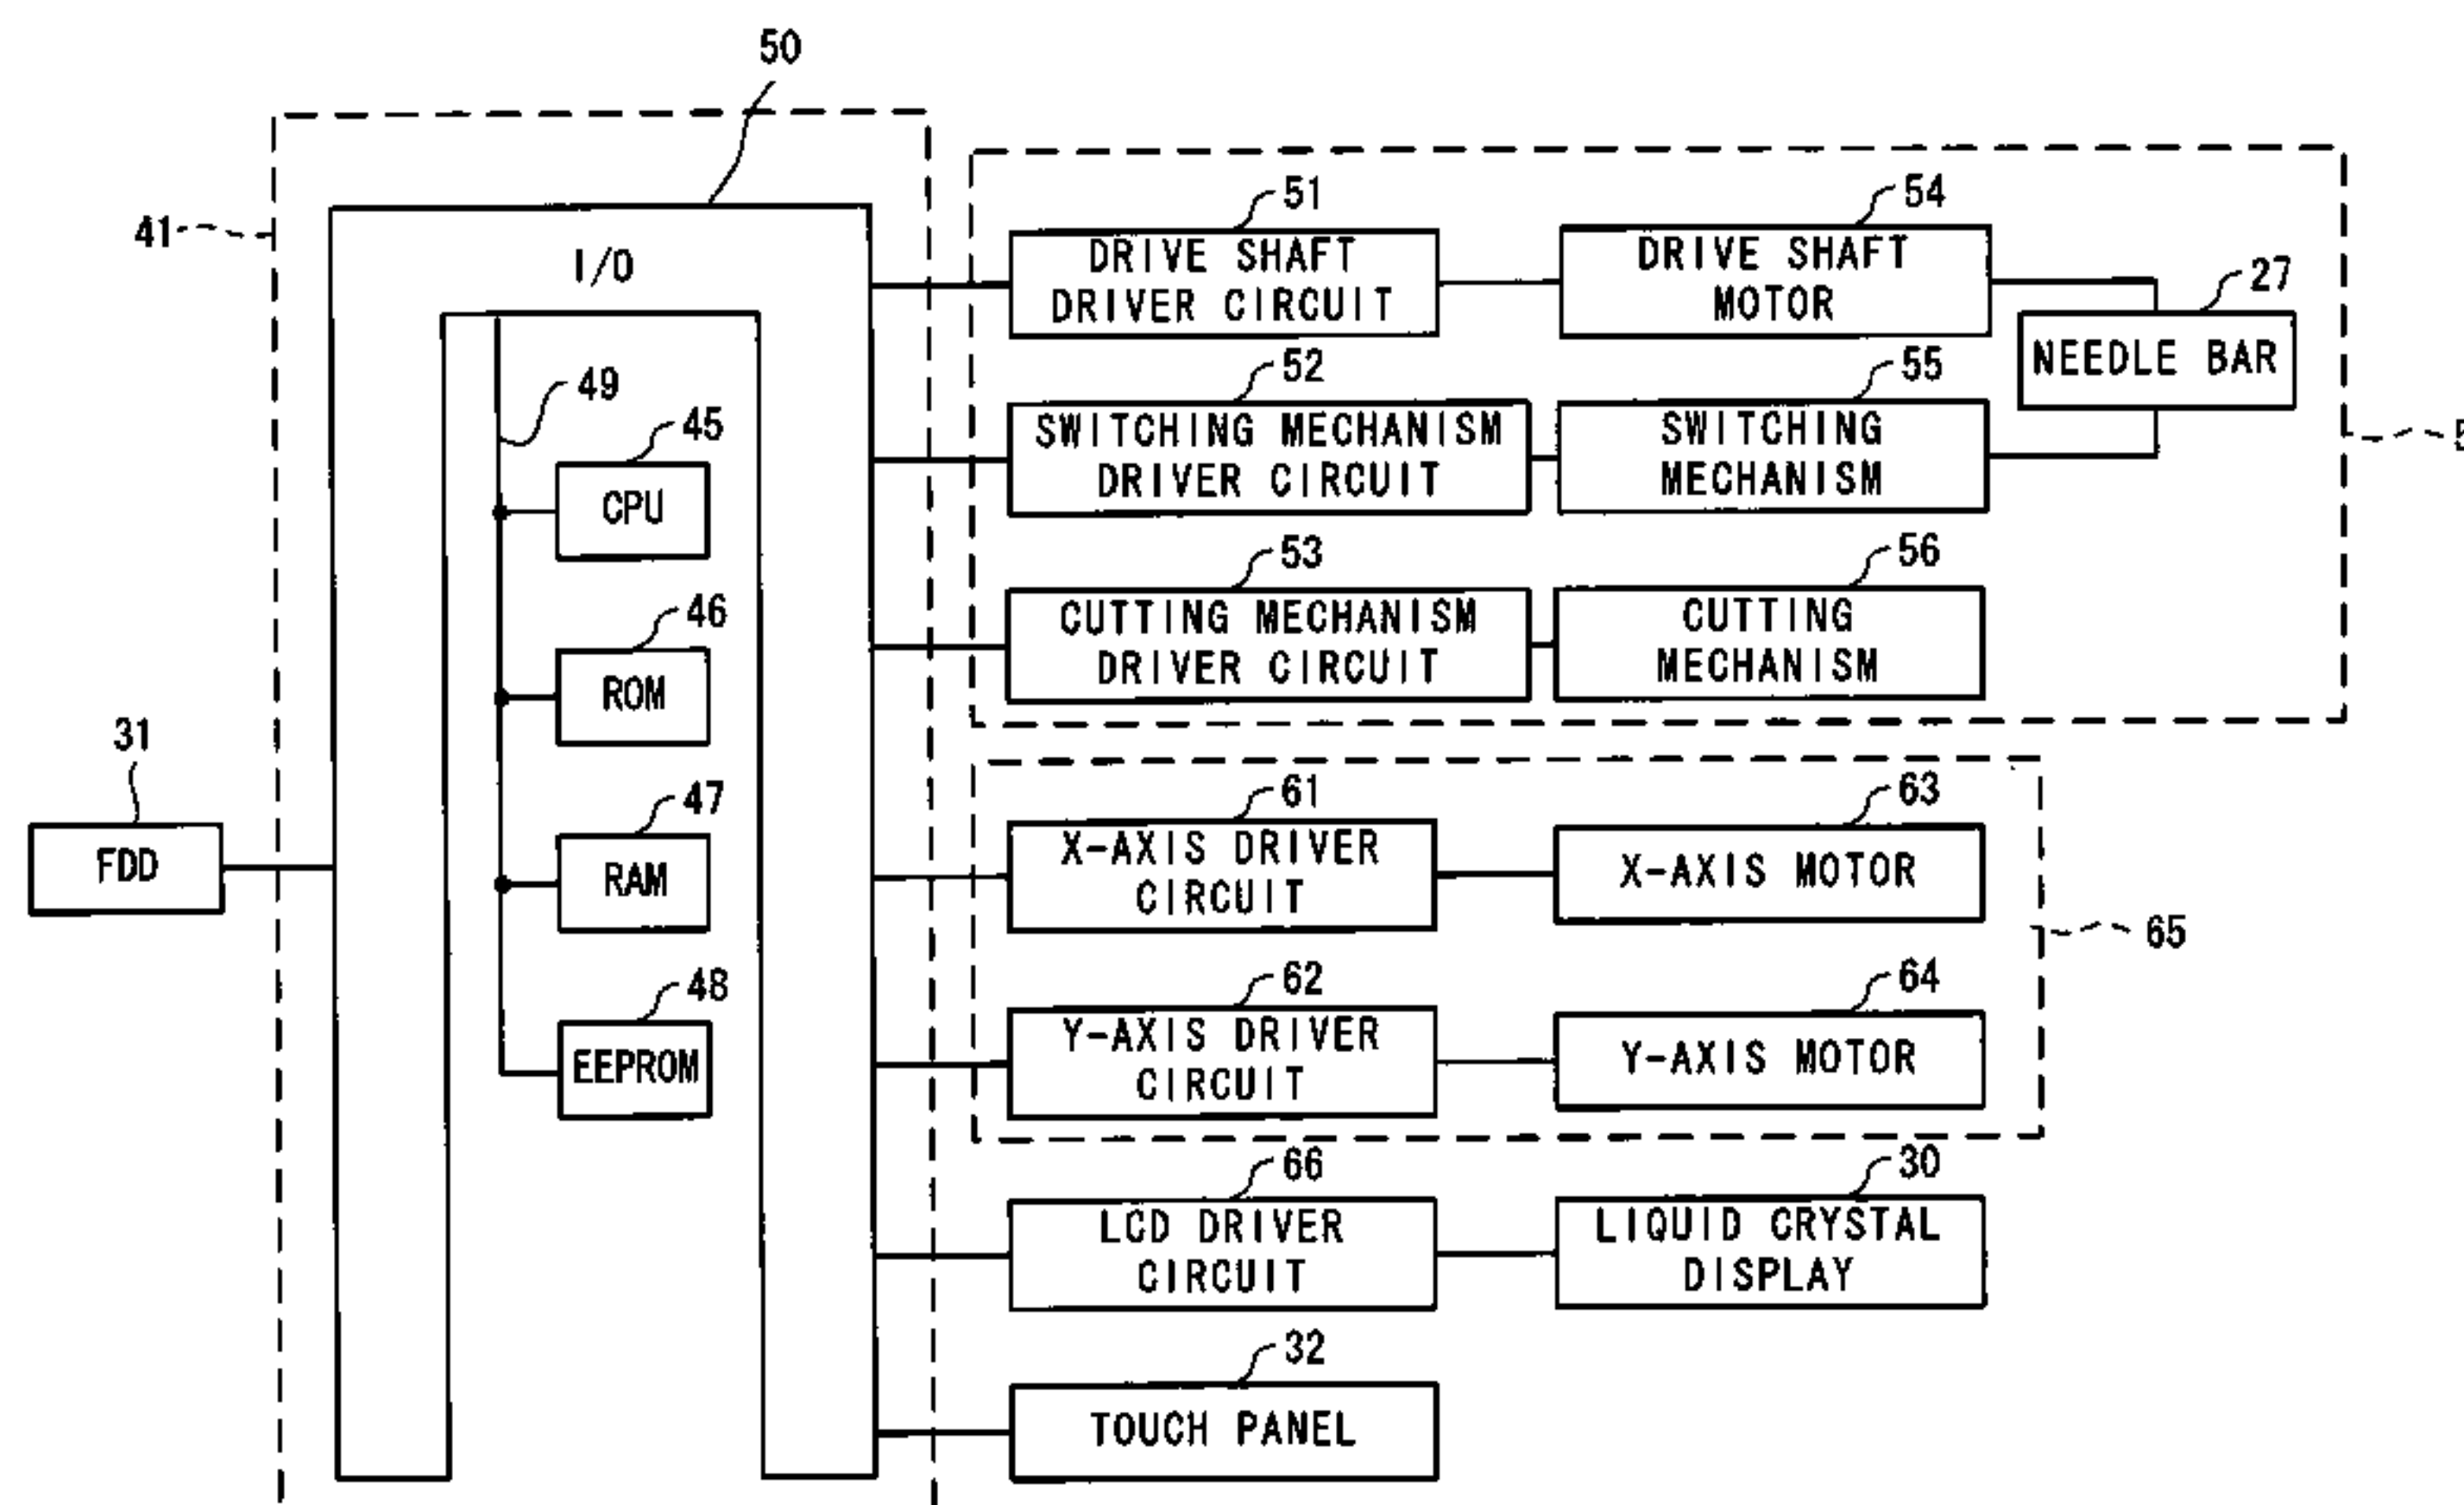 50
41
I/O
51
DRIVE SHAFT
DRIVER CIRCUIT
54
DRIVE SHAFT
MOTOR
27
NEEDLE BAR
49
52
SWITCHING MECHANISM
DRIVER CIRCUIT
55
SWITCHING
MECHANISM
45
CPU
53
CUTTING MECHANISM
DRIVER CIRCUIT
56
CUTTING
MECHANISM
46
ROM
31
FDD
47
RAM
61
X-AXIS DRIVER
CIRCUIT
63
X-AXIS MOTOR
65
48
EEPROM
62
Y-AXIS DRIVER
CIRCUIT
64
Y-AXIS MOTOR
66
LCD DRIVER
CIRCUIT
30
LIQUID CRYSTAL
DISPLAY
32
TOUCH PANEL